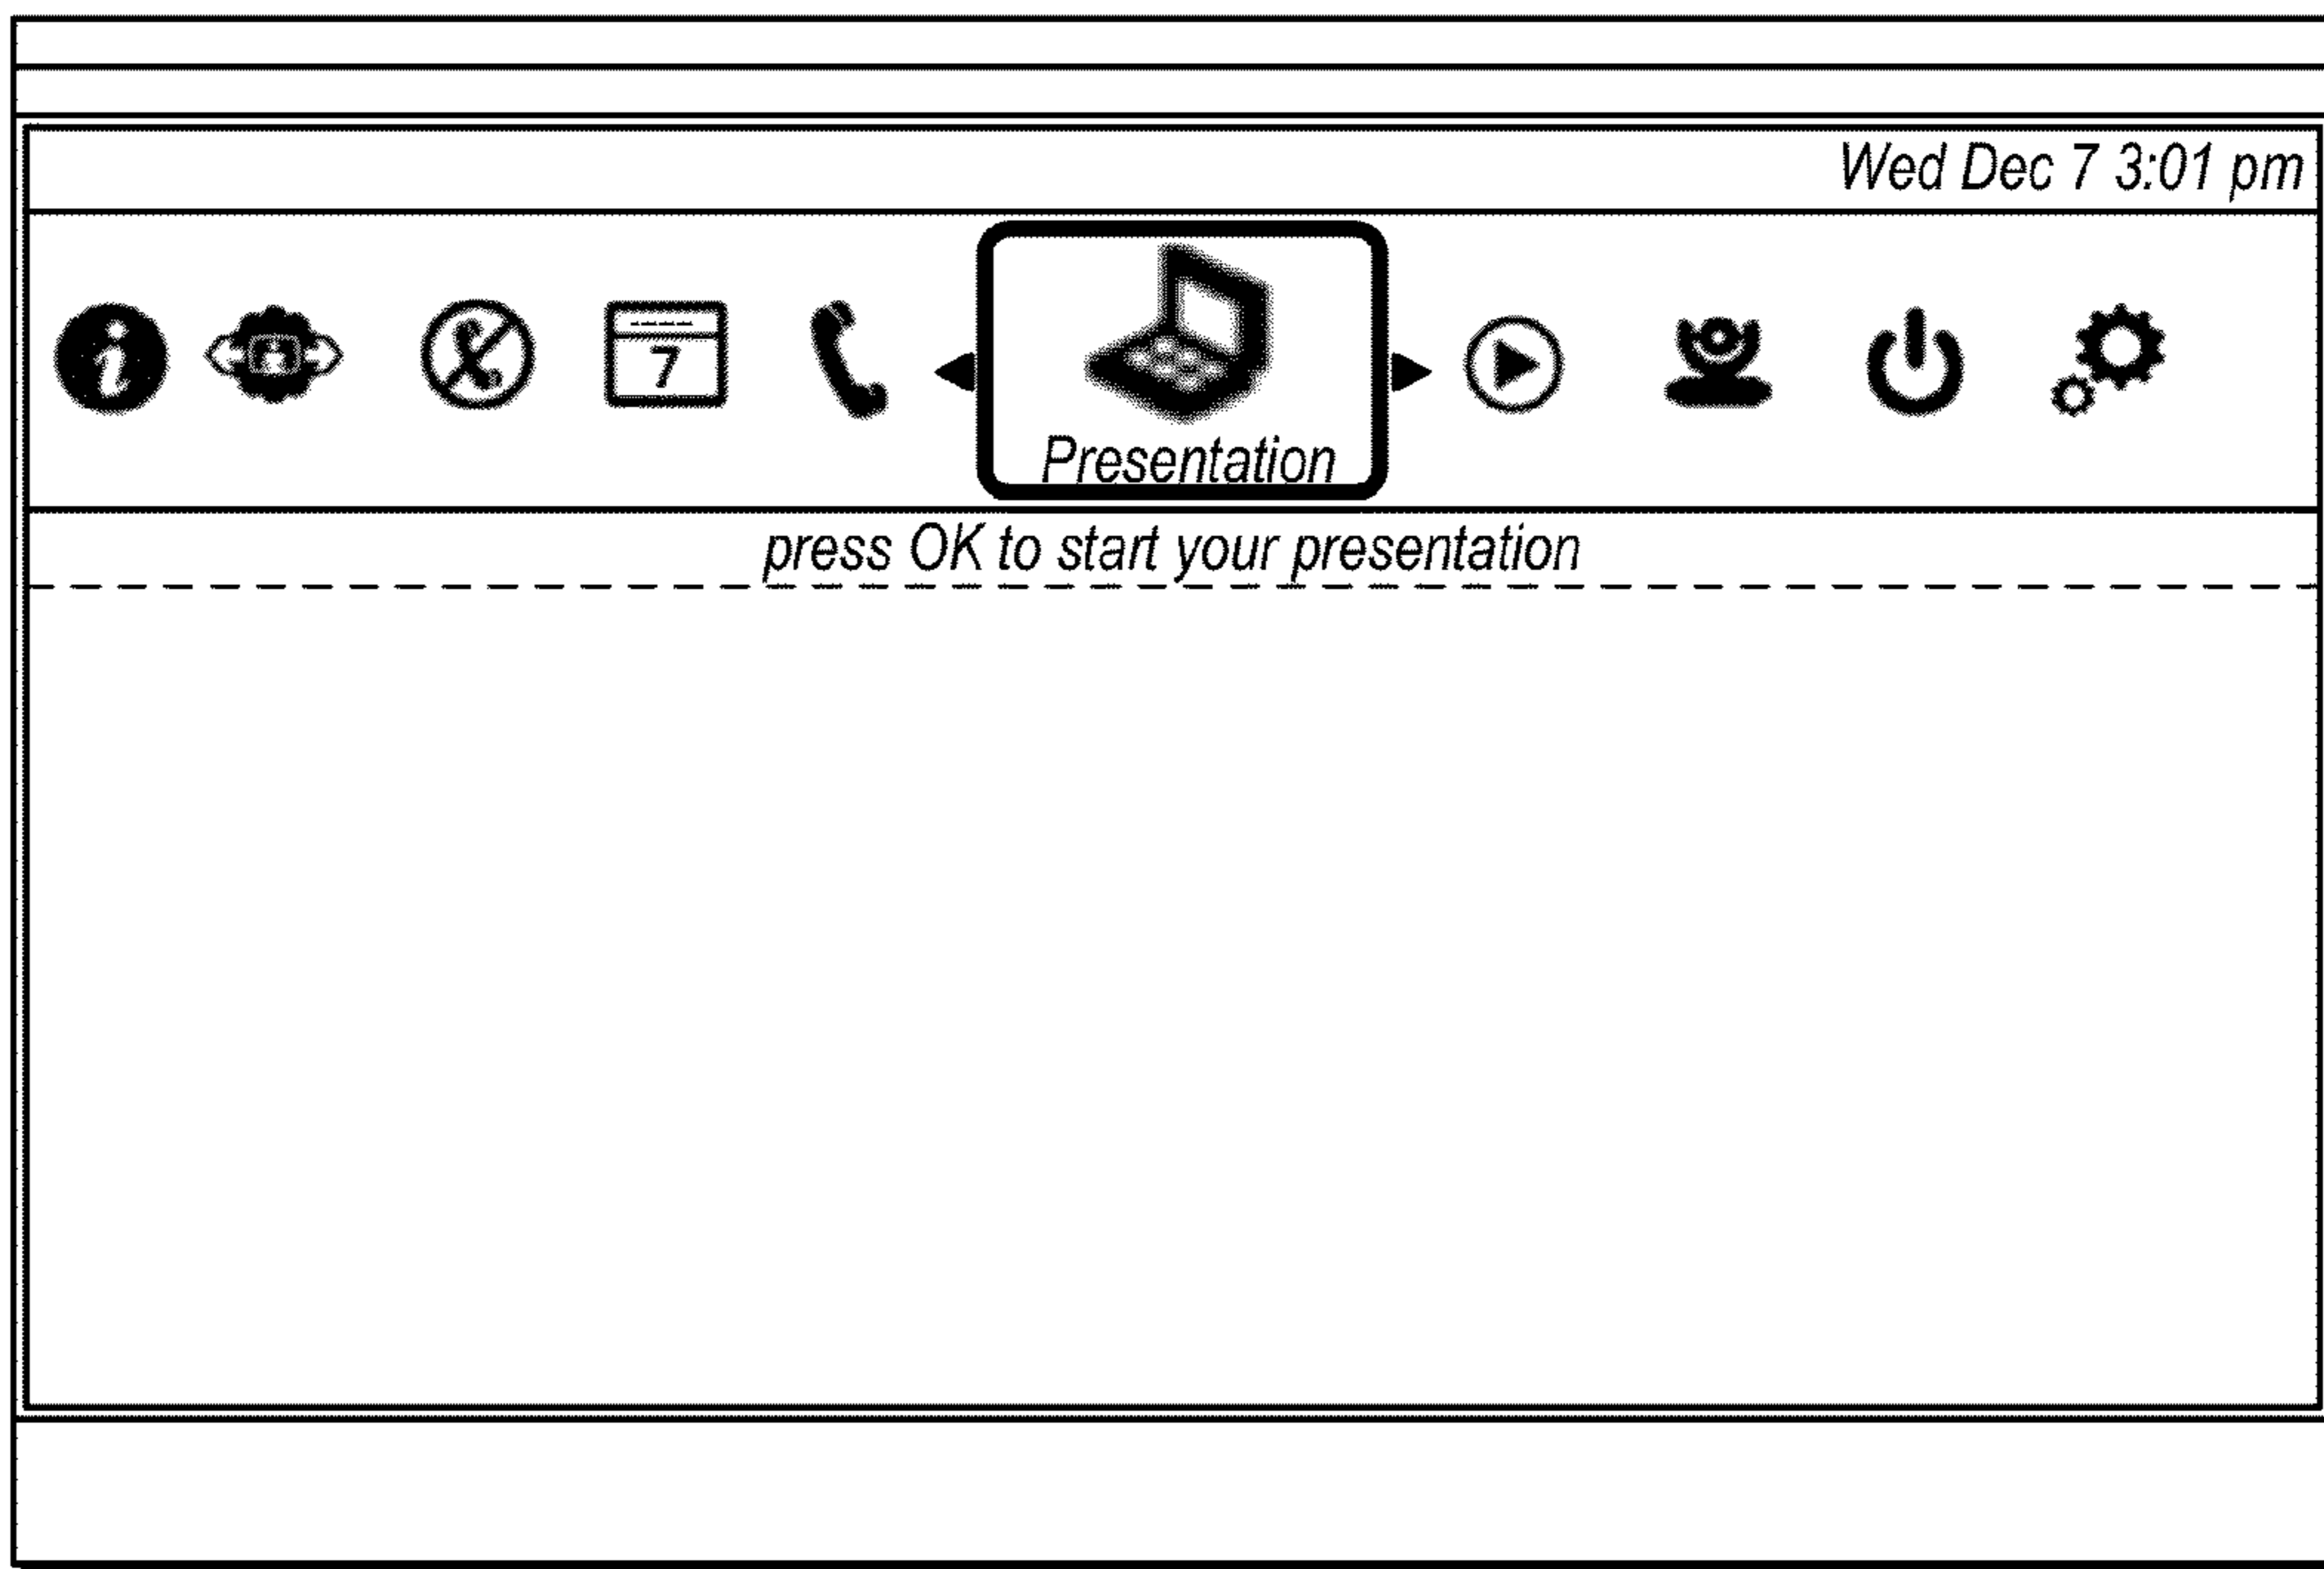 Wed Dec 7 3:01 pm
i
7
Presentation
press OK to start your presentation